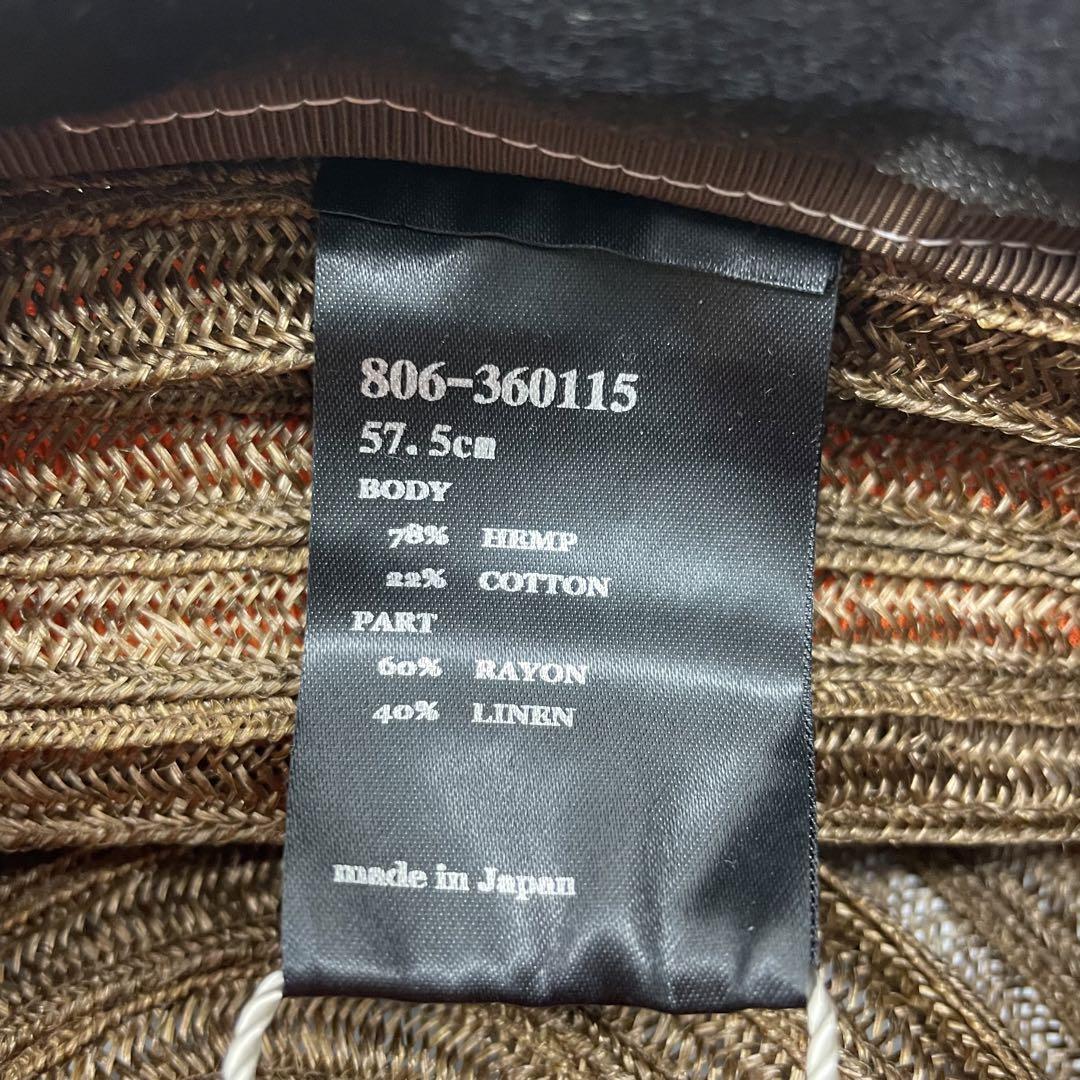 806-360115
57.5cm
BODY
78% HRMP
22% COTTON
PART
60% RAYON
40% LINEN
made in Japan